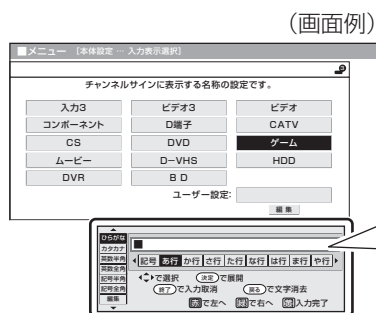 (画面例)
■メニュー [本体設定 … 入力表示選択]
チャンネルサインに表示する名称の設定です。
入力3 ビデオ3 ビデオ
コンポーネント D端子 CATV
CS DVD ゲーム
ムービー D-VHS HDD
DVR BD
ユーザー設定:
編集
ひらがな
カタカナ
英数半角
英数全角
記号半角
記号全角
編集
記号 あ行 か行 さ行 た行 な行 は行 ま行 や行
で選択 決定で展開
終了で入力取消 戻るで文字消去
青で左へ 緑で入力完了